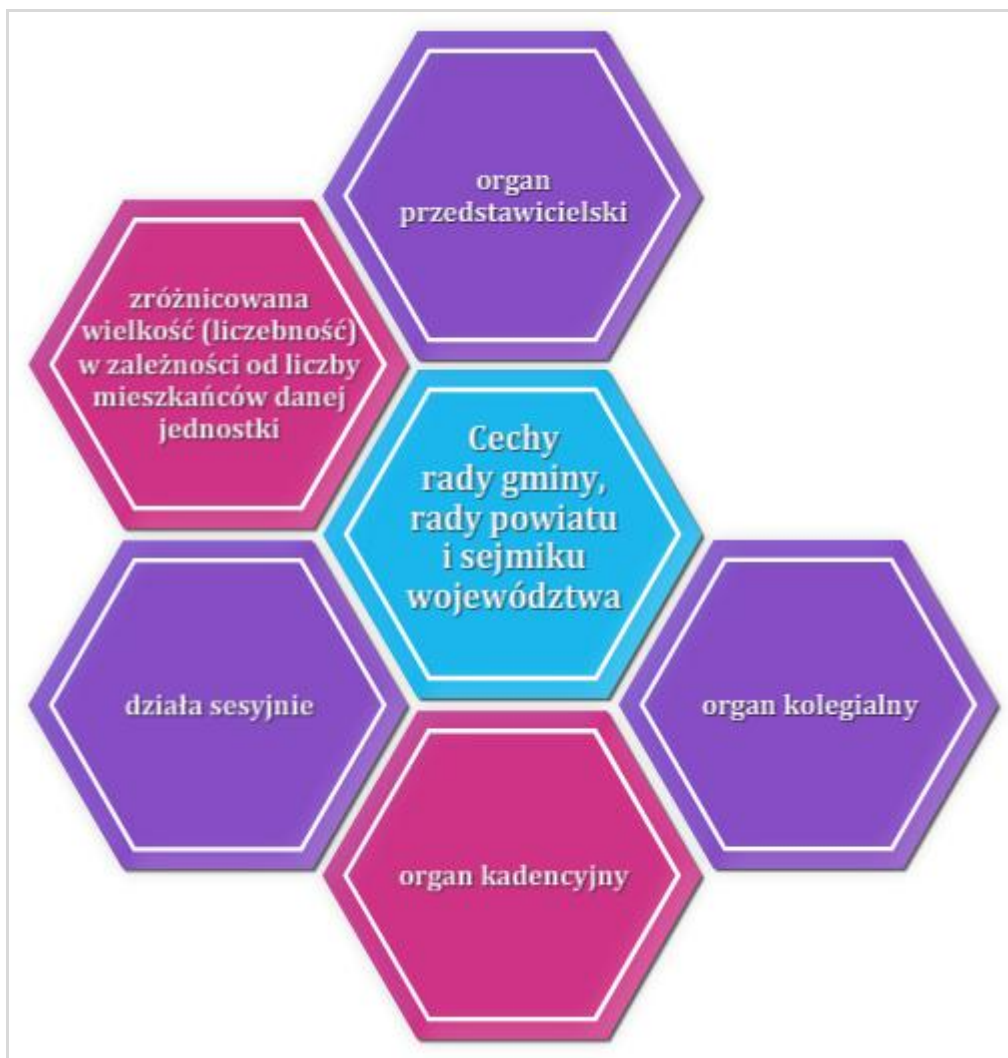 organ
przedstawicielski
zróżnicowana
wielkość (liczebność)
w zależności od liczby
mieszkańców danej
jednostki
Cechy
rady gminy,
rady powiatu
i sejmiku
województwa
działa sesyjnie
organ kolegialny
organ kadencyjny